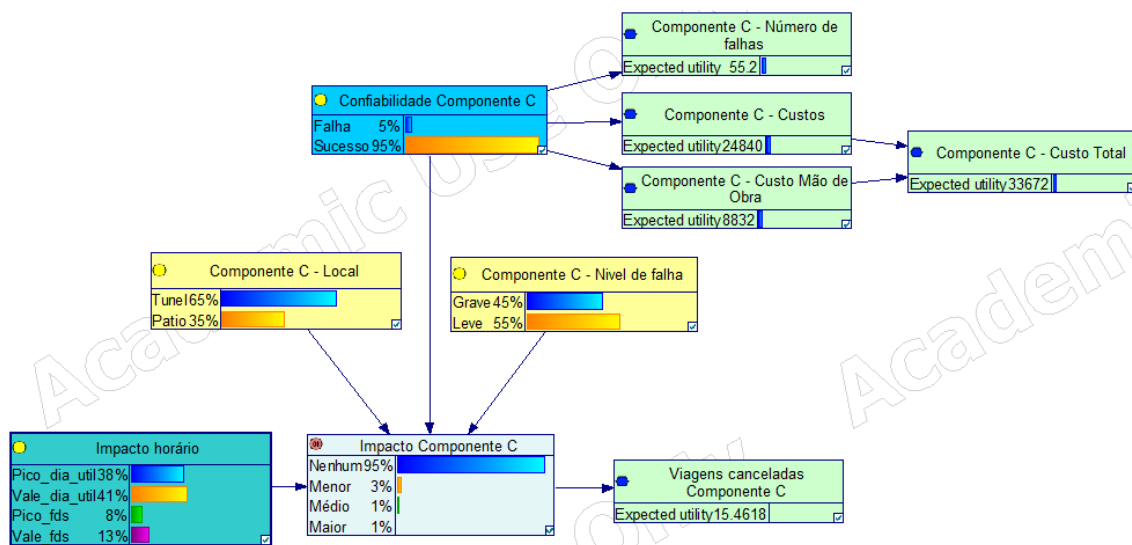 Componente C - Número de
falhas
Expected utility 55.2
Confiabilidade Componente C
Falha 5%
Sucesso 95%
Componente C - Custos
Expected utility 24840
Componente C - Custo Total
Expected utility 33672
Componente C - Custo Mão de
Obra
Expected utility 8832
Componente C - Local
Tunel 65%
Patio 35%
Componente C - Nivel de falha
Grave 45%
Leve 55%
Impacto horário
Pico_dia_util 38%
Vale_dia_util 41%
Pico_fds 8%
Vale_fds 13%
Impacto Componente C
Nenhum 95%
Menor 3%
Médio 1%
Maior 1%
Viagens canceladas
Componente C
Expected utility 15.4618
Academic Use O
Academ
Academ
only